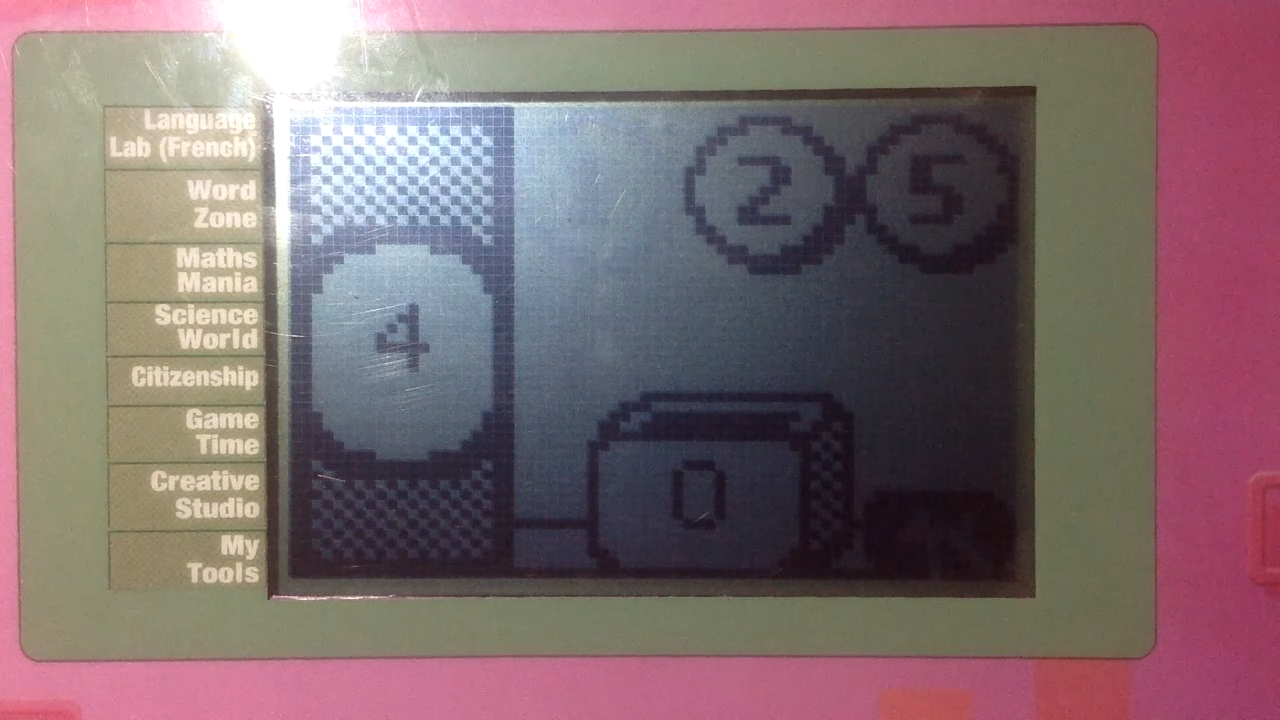 Language
Lab (French)
Word
Zone
Maths
Mania
Science
World
Citizenship
Game
Time
Creative
Studio
My
Tools
2 5
4
0